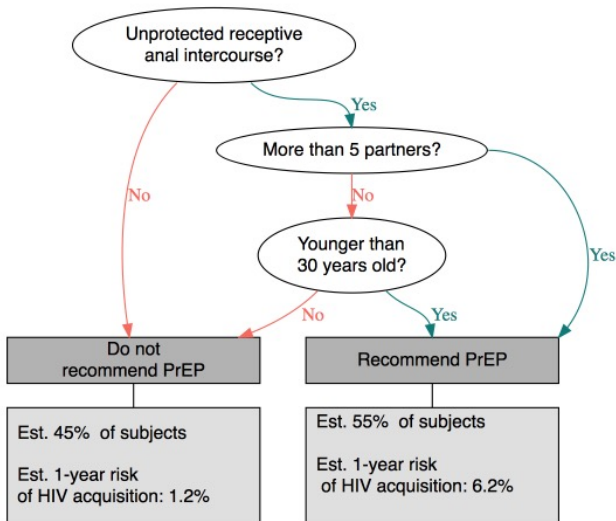 Unprotected receptive
anal intercourse?
Yes
More than 5 partners?
No
No
Yes
Younger than
30 years old?
No
Yes
Do not
recommend PrEP
Recommend PrEP
Est. 45% of subjects
Est. 1-year risk
of HIV acquisition: 1.2%
Est. 55% of subjects
Est. 1-year risk
of HIV acquisition: 6.2%